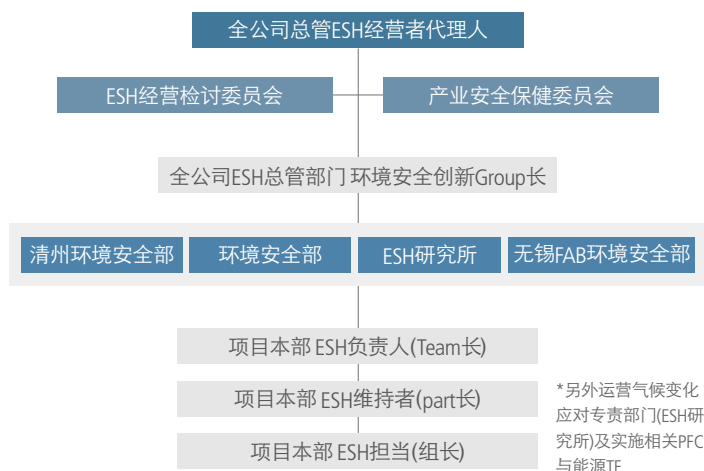 全公司总管ESH经营者代理人
ESH经营检讨委员会
产业安全保健委员会
全公司ESH总管部门 环境安全创新Group长
清州环境安全部
环境安全部
ESH研究所
无锡FAB环境安全部
项目本部 ESH负责人(Team长)
项目本部 ESH维持者(part长)
项目本部 ESH担当(组长)
*另外运营气候变化
应对专责部门(ESH研
究所)及实施相关PFC
与能源TF